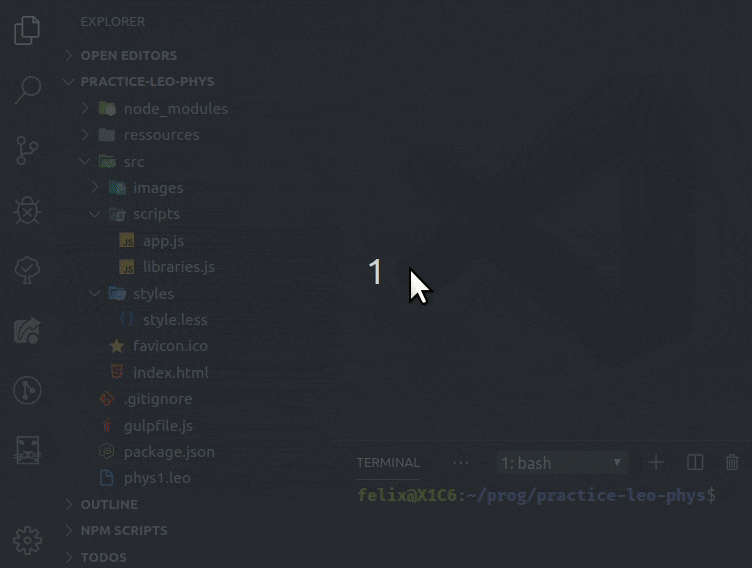 EXPLORER
OPEN EDITORS
PRACTICE-LEO-PHYS
node_modules
ressources
src
images
scripts
JS app.js
JS libraries.js
styles
{} style.less
favicon.ico
index.html
.gitignore
gulpfile.js
package.json
phys1.leo
OUTLINE
NPM SCRIPTS
TODOS
1
TERMINAL ··· 1: bash
felix@X1C6:~/prog/practice-leo-phys$